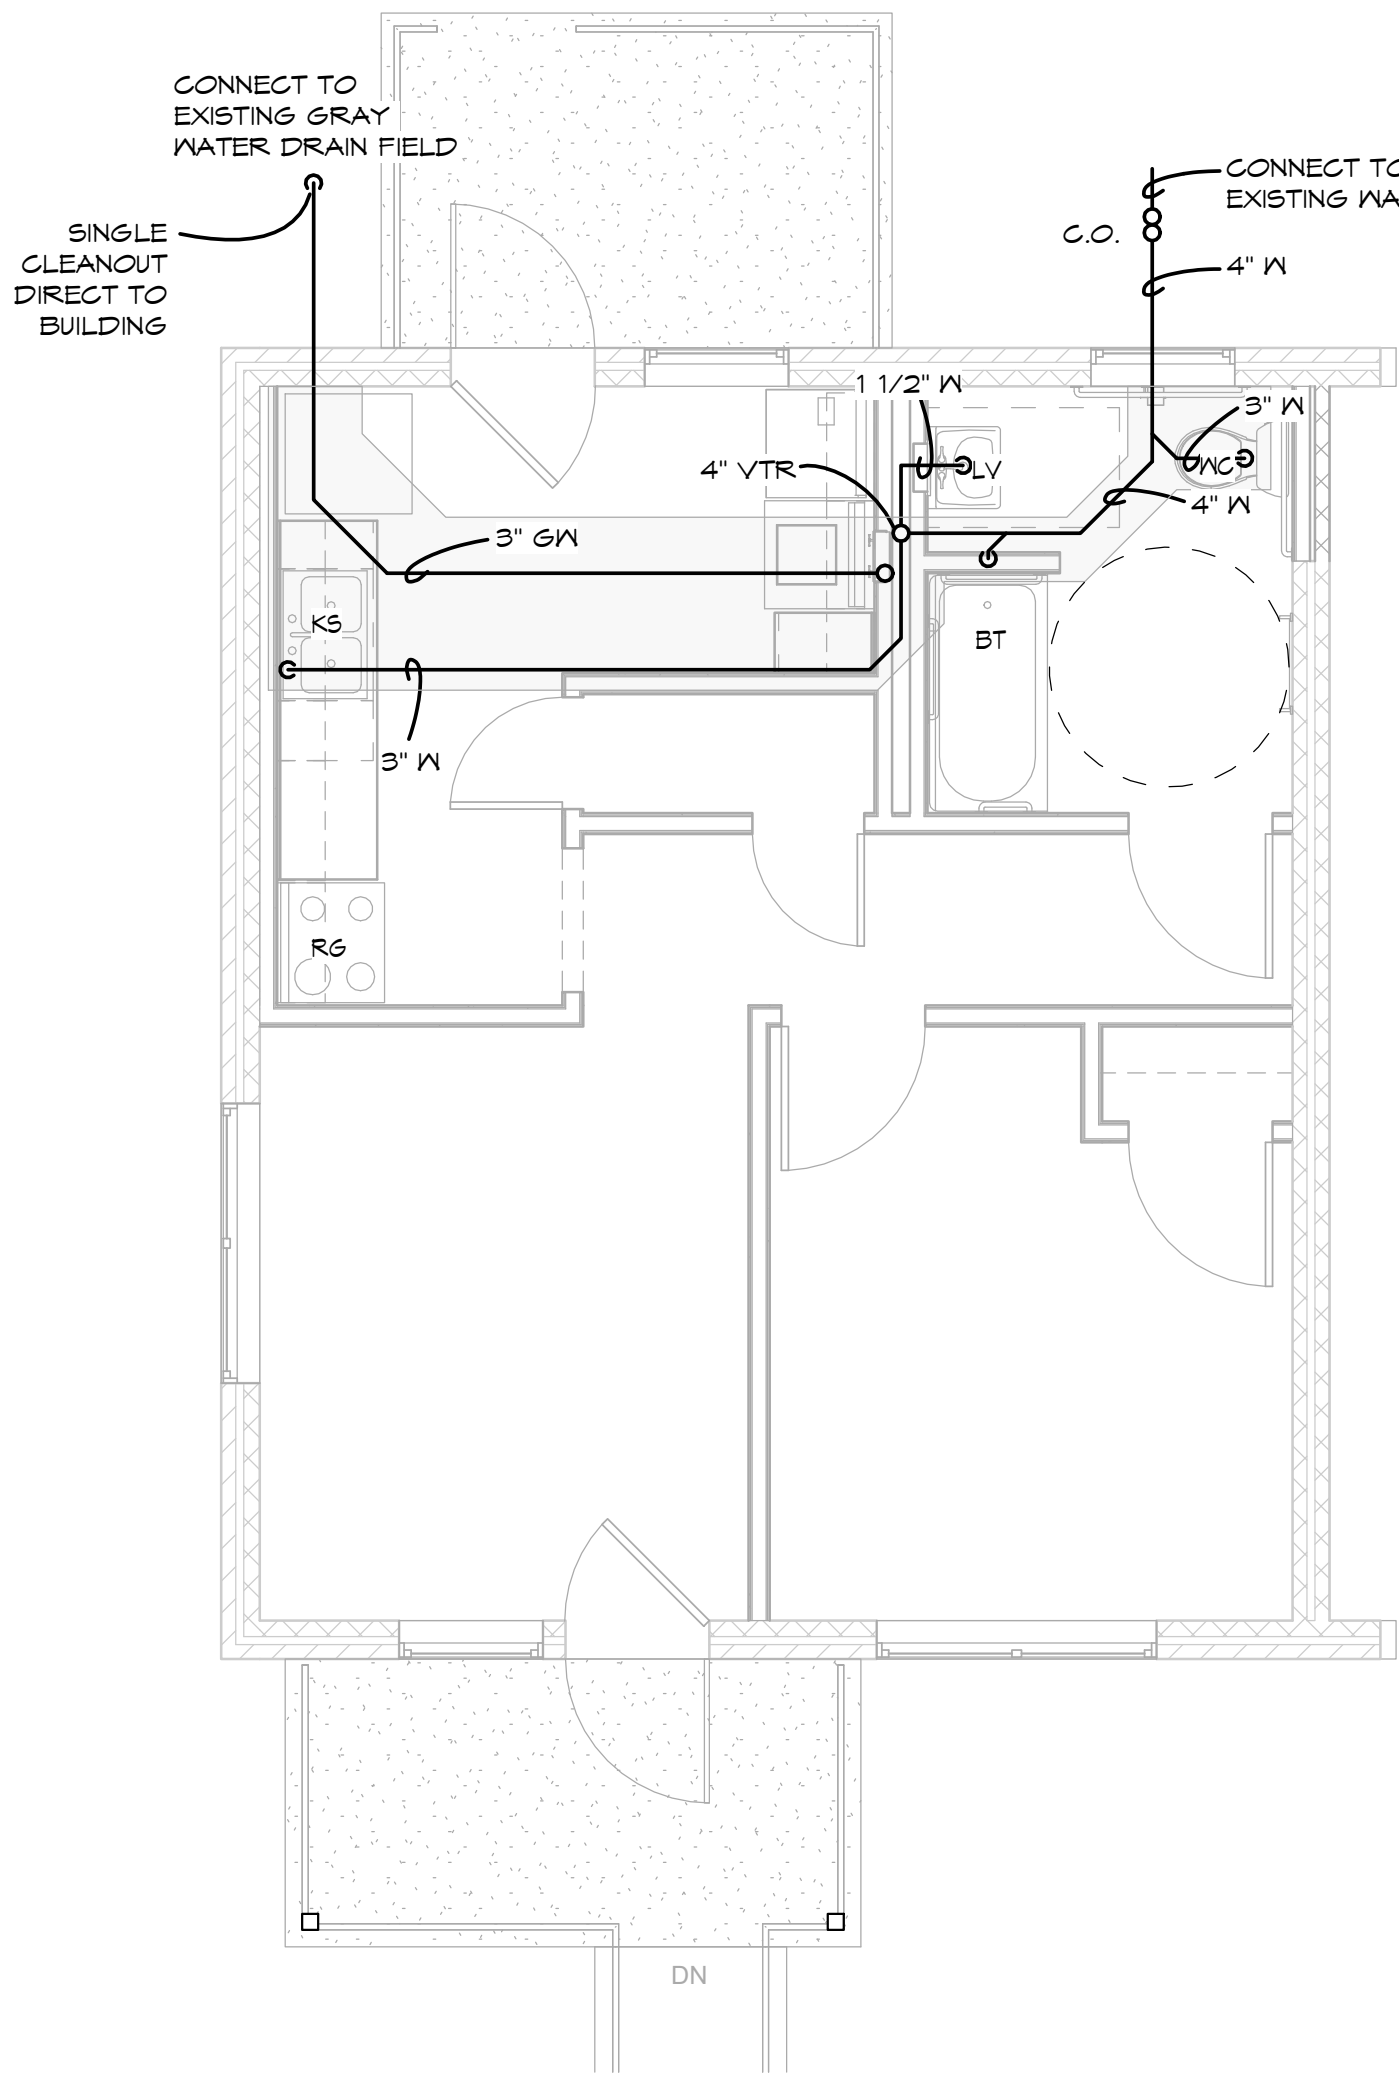 CONNECT TO
EXISTING GRAY
WATER DRAIN FIELD
SINGLE
CLEANOUT
DIRECT TO
BUILDING
CONNECT TO
EXISTING WA
C.O.
4" W
1 1/2" W
3" W
4" VTR
LV
WC
4" W
3" GW
KS
BT
3" W
RG
DN